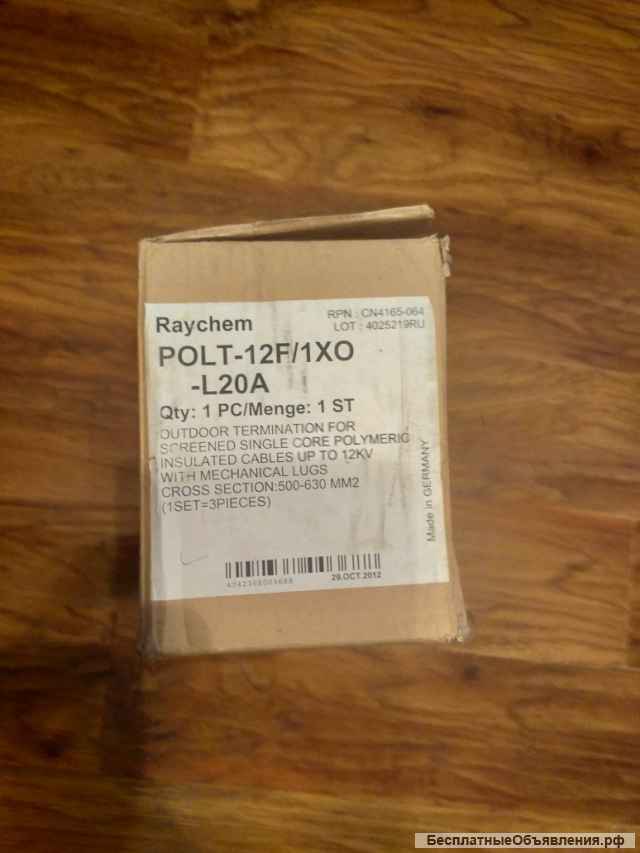 Raychem
RPN : CN4165-064
LOT : 4025219RU
POLT-12F/1XO
-L20A
Qty: 1 PC/Menge: 1 ST
OUTDOOR TERMINATION FOR
SCREENED SINGLE CORE POLYMERIC
INSULATED CABLES UP TO 12KV
WITH MECHANICAL LUGS
CROSS SECTION:500-630 MM2
(1SET=3PIECES)
Made in GERMANY
29.OCT.2012
БесплатныеОбъявления.рф